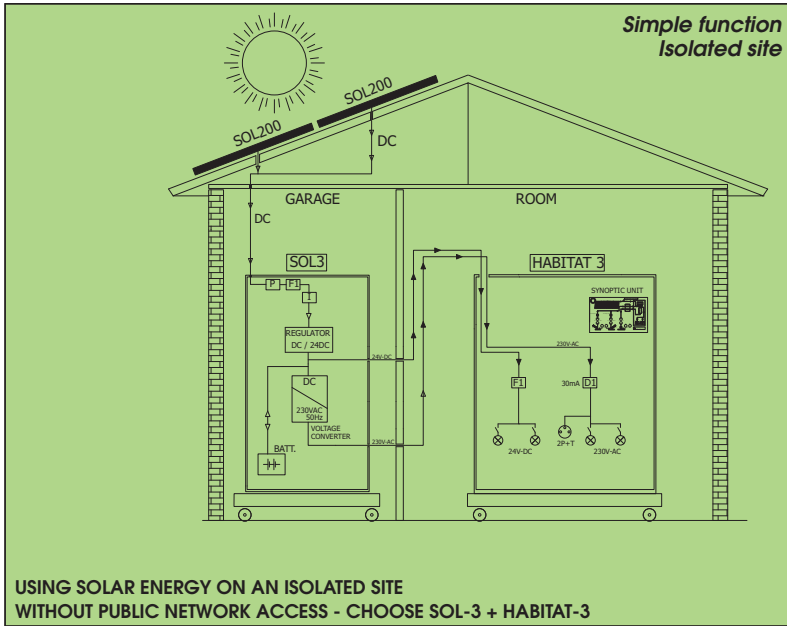 Simple function
Isolated site
SOL200
SOL200
DC
DC
GARAGE
ROOM
SOL3
HABITAT 3
P
F1
I
REGULATOR
DC / 24DC
24V-DC
DC
230VAC
50Hz
VOLTAGE
CONVERTER
BATT.
230V-AC
SYNOPTIC UNIT
230V-AC
F1
30mA
D1
24V-DC
2P+T
230V-AC
USING SOLAR ENERGY ON AN ISOLATED SITE
WITHOUT PUBLIC NETWORK ACCESS - CHOOSE SOL-3 + HABITAT-3